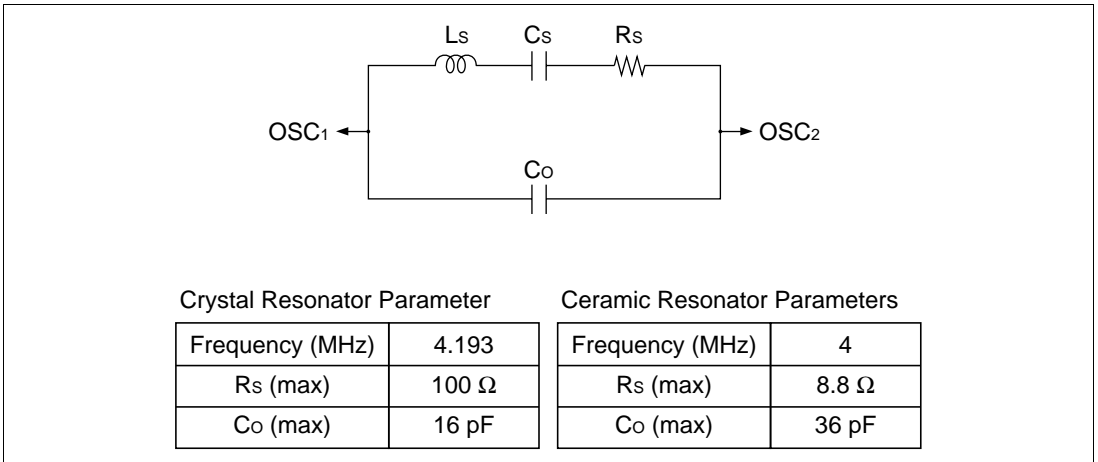 Ls Cs Rs
OSC1 OSC2
Co
Crystal Resonator Parameter
Frequency (MHz) 4.193
Rs (max) 100 Ω
Co (max) 16 pF
Ceramic Resonator Parameters
Frequency (MHz) 4
Rs (max) 8.8 Ω
Co (max) 36 pF